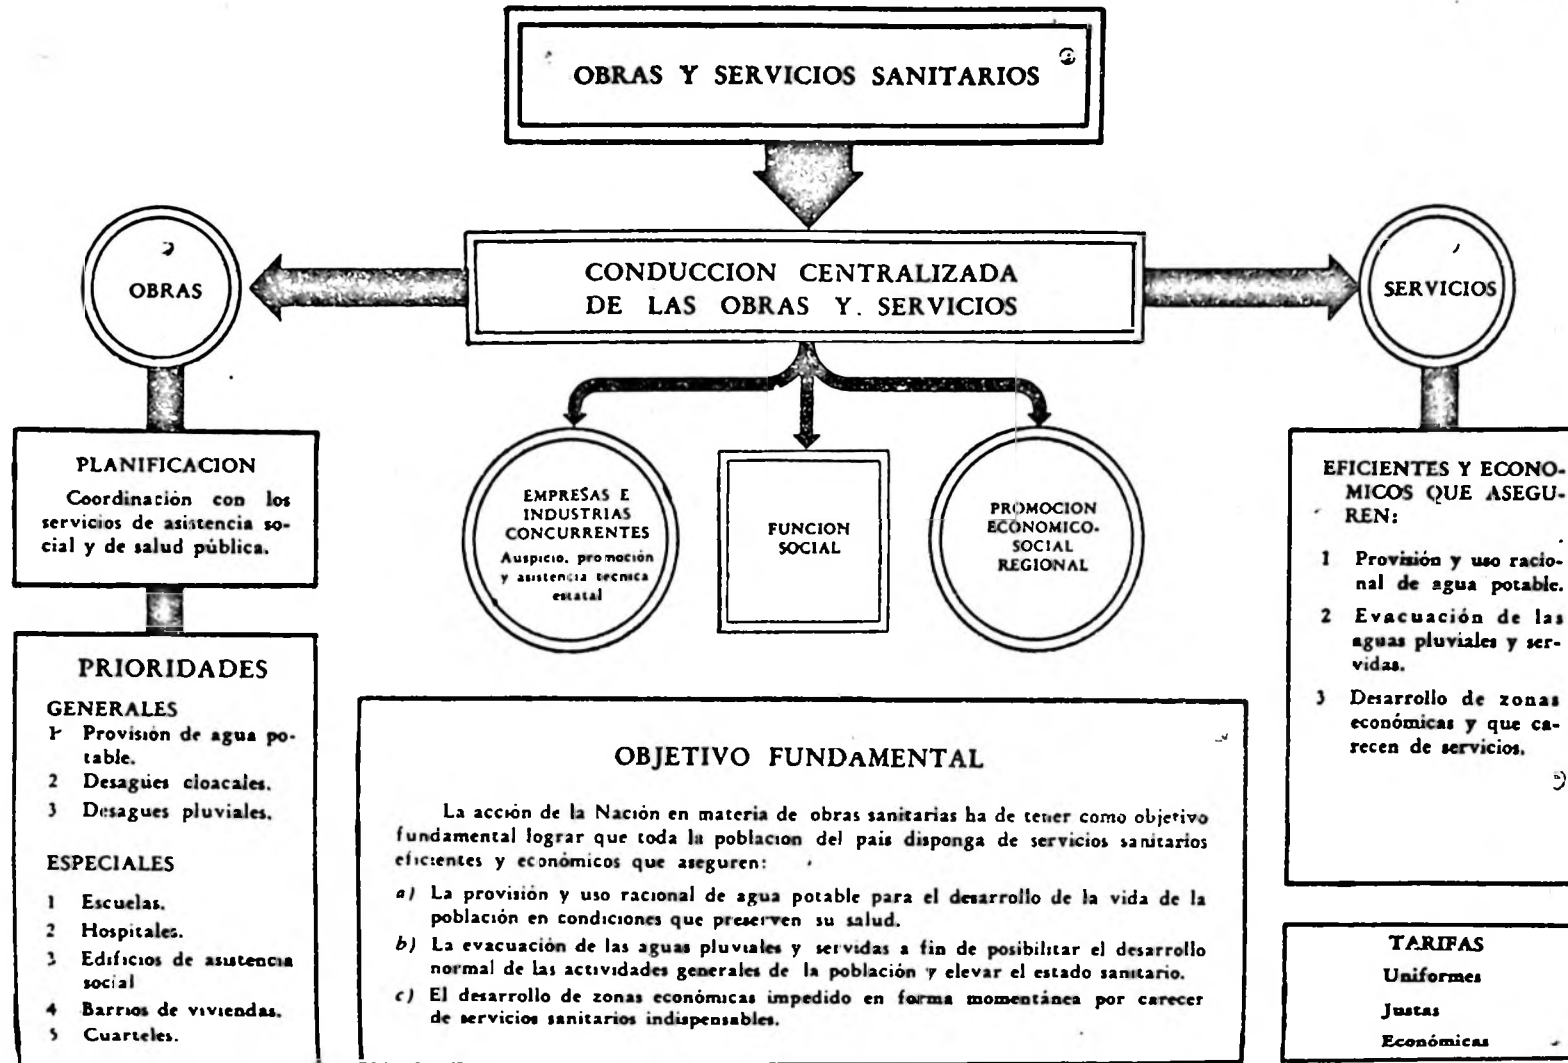 OBRAS Y SERVICIOS SANITARIOS
CONDUCCION CENTRALIZADA
DE LAS OBRAS Y. SERVICIOS
OBRAS
SERVICIOS
PLANIFICACION
Coordinación con los
servicios de asistencia so-
cial y de salud pública.
PRIORIDADES
GENERALES
1 Provisión de agua po-
table.
2 Desagües cloacales.
3 Desagues pluviales.
ESPECIALES
1 Escuelas.
2 Hospitales.
3 Edificios de asistencia
social
4 Barrios de viviendas.
5 Cuarteles.
EMPRESAS E
INDUSTRIAS
CONCURRENTES
Auspicio, promoción
y asistencia tecnica
estatal
FUNCION
SOCIAL
PROMOCION
ECONOMICO-
SOCIAL
REGIONAL
OBJETIVO FUNDAMENTAL
La acción de la Nación en materia de obras sanitarias ha de tener como objetivo
fundamental lograr que toda la poblacion del pais disponga de servicios sanitarios
eficientes y económicos que aseguren:
a) La provisión y uso racional de agua potable para el desarrollo de la vida de la
población en condiciones que preserven su salud.
b) La evacuación de las aguas pluviales y servidas a fin de posibilitar el desarrollo
normal de las actividades generales de la población y elevar el estado sanitario.
c) El desarrollo de zonas económicas impedido en forma momentánea por carecer
de servicios sanitarios indispensables.
EFICIENTES Y ECONO-
MICOS QUE ASEGU-
REN:
1 Provisión y uso racio-
nal de agua potable.
2 Evacuación de las
aguas pluviales y ser-
vidas.
3 Desarrollo de zonas
económicas y que ca-
recen de servicios.
TARIFAS
Uniformes
Justas
Económicas